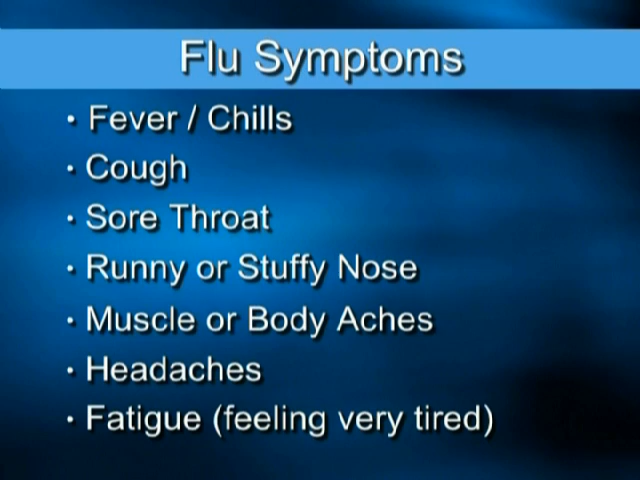 Flu Symptoms
• Fever / Chills
• Cough
• Sore Throat
• Runny or Stuffy Nose
• Muscle or Body Aches
• Headaches
• Fatigue (feeling very tired)